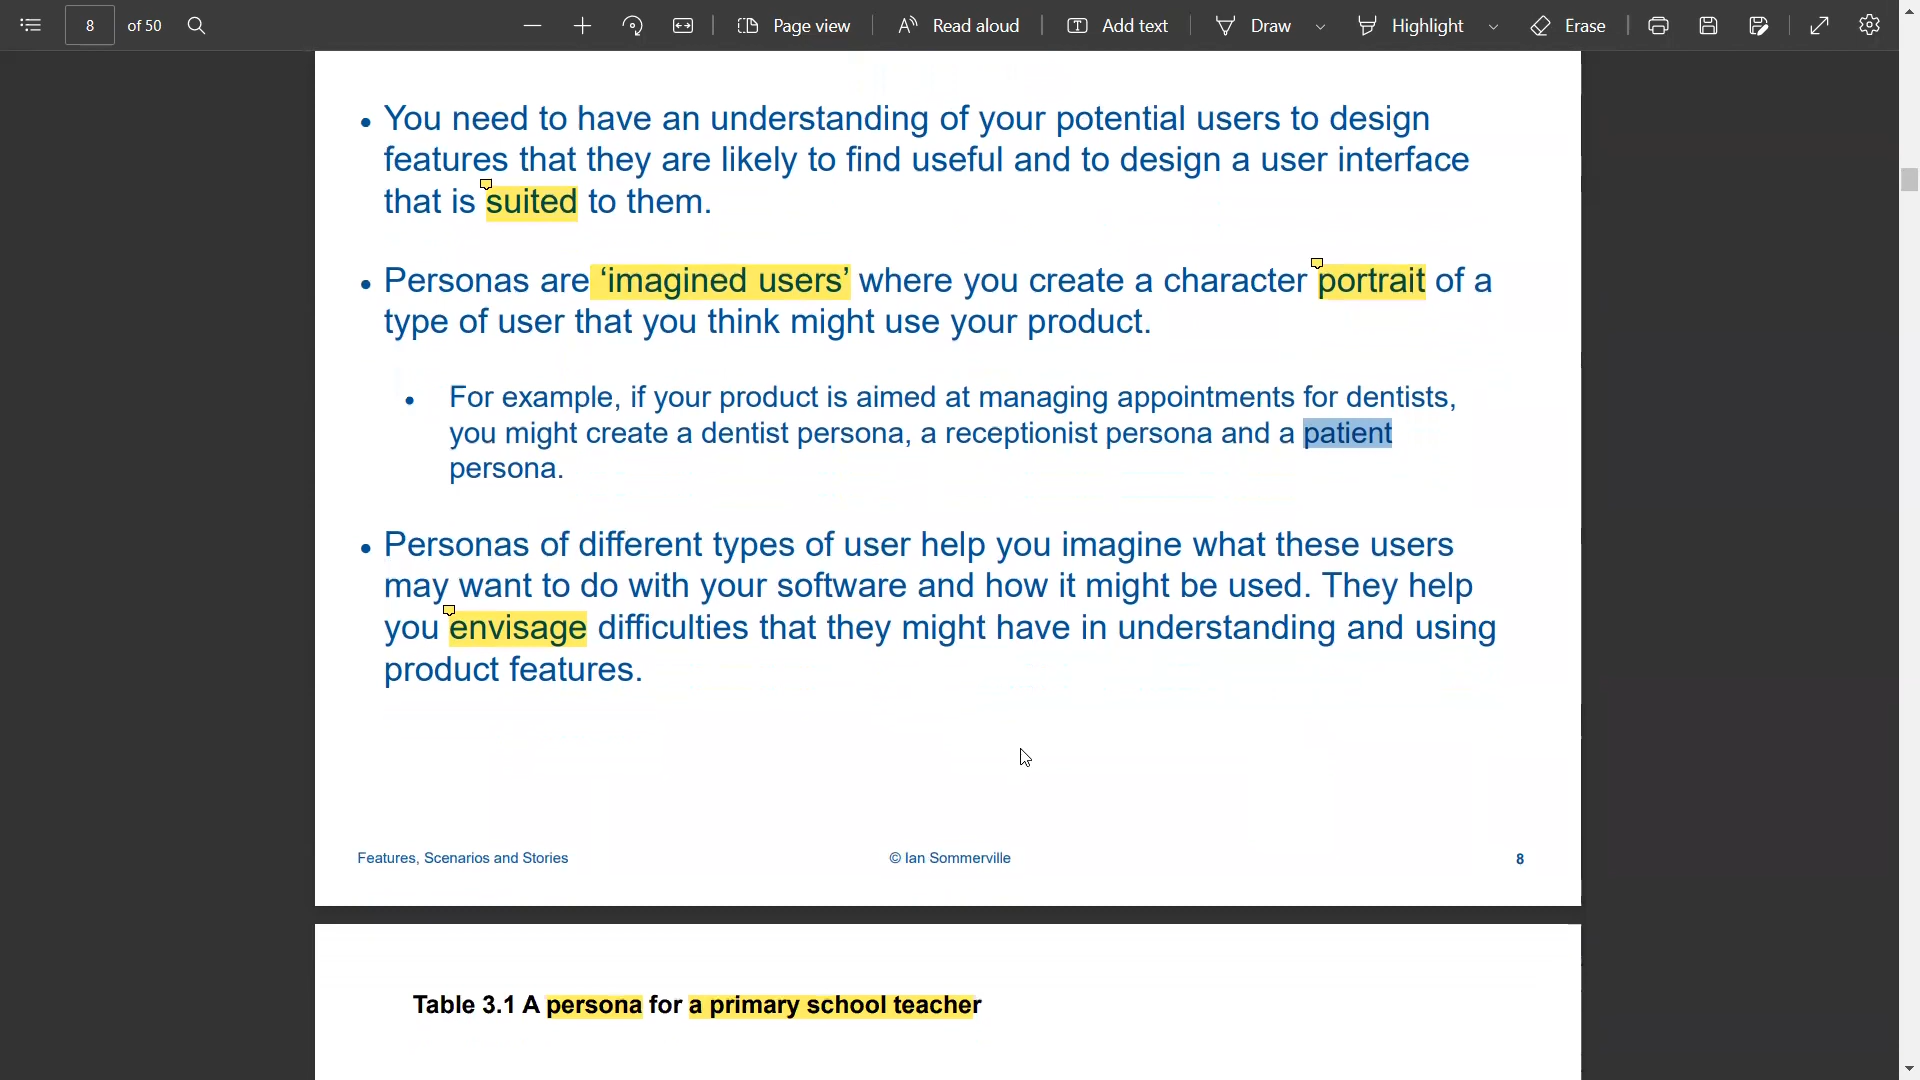 8 of 50 Page view Read aloud Add text Draw Highlight Erase
• You need to have an understanding of your potential users to design
features that they are likely to find useful and to design a user interface
that is suited to them.
• Personas are ‘imagined users’ where you create a character portrait of a
type of user that you think might use your product.
• For example, if your product is aimed at managing appointments for dentists,
you might create a dentist persona, a receptionist persona and a patient
persona.
• Personas of different types of user help you imagine what these users
may want to do with your software and how it might be used. They help
you envisage difficulties that they might have in understanding and using
product features.
Features, Scenarios and Stories © Ian Sommerville 8
Table 3.1 A persona for a primary school teacher